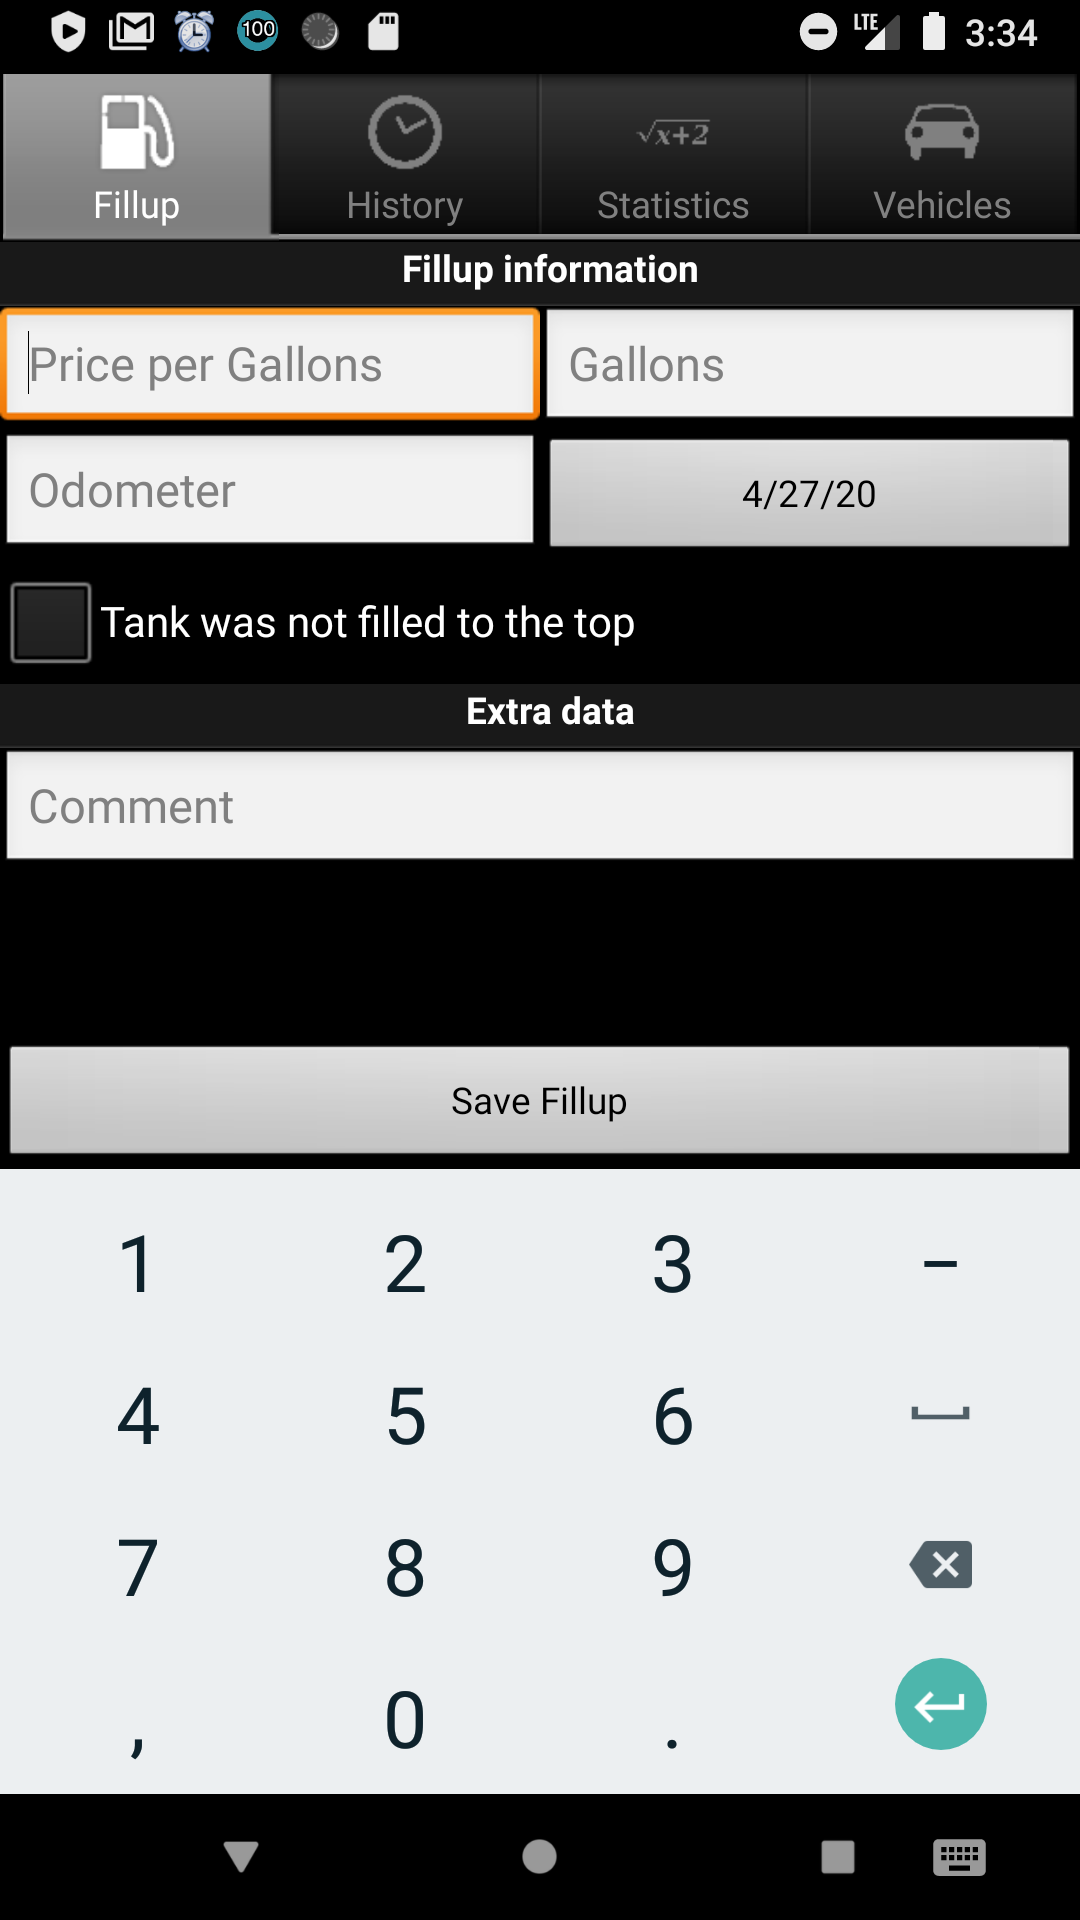 100 LTE 3:34
Fillup History √x+2 Statistics Vehicles
Fillup information
Price per Gallons Gallons
Odometer 4/27/20
Tank was not filled to the top
Extra data
Comment
Save Fillup
1 2 3 –
4 5 6
7 8 9
, 0 .